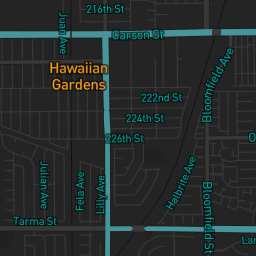 216th St
Juan Ave
Carson St
Bloomfield Ave
Hawaiian
Gardens
222nd St
224th St
226th St
O
Julian Ave
Fela Ave
Lilly Ave
Halbrite Ave
Bloomfield St
Tarma St
Lan